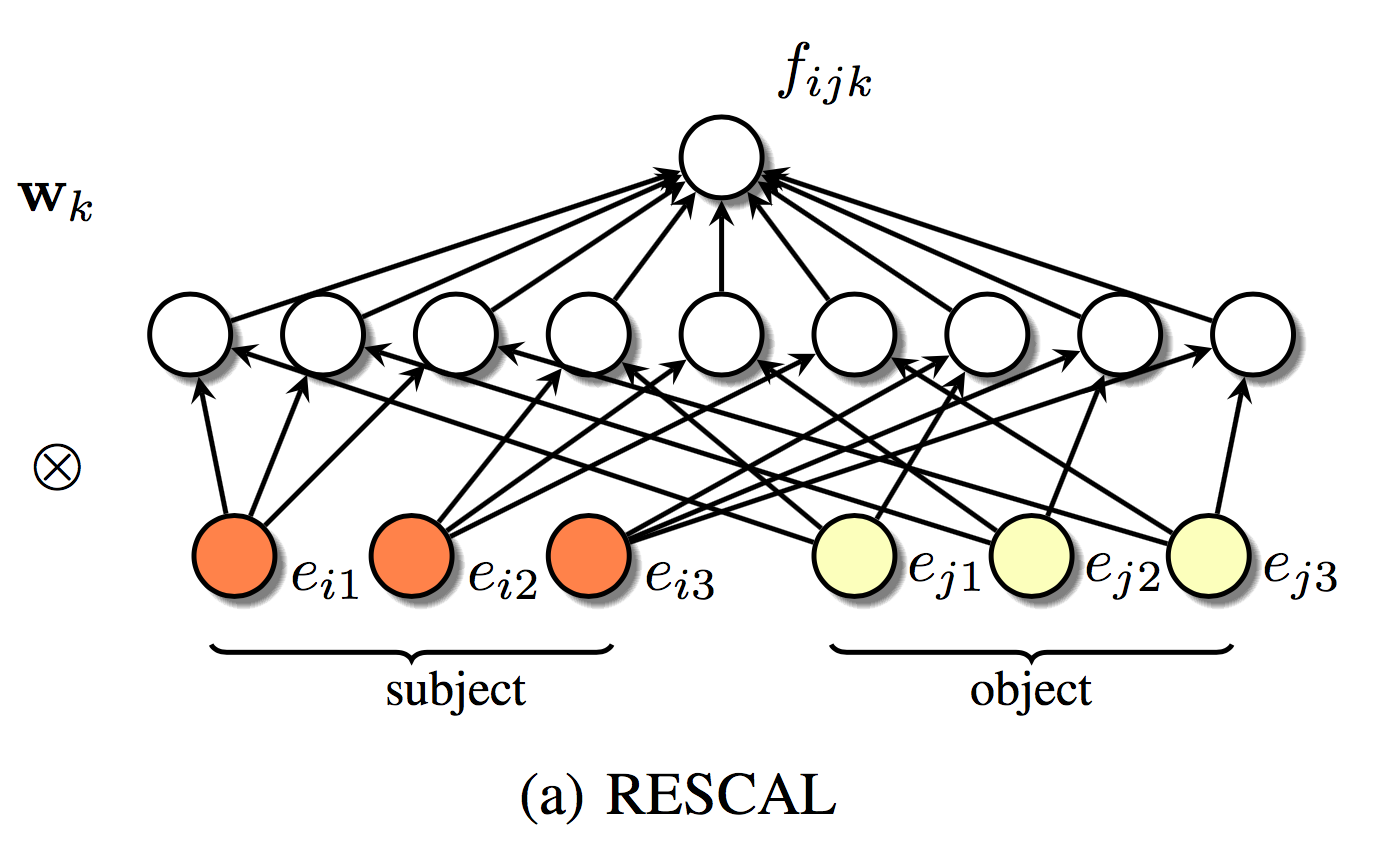 f_{ijk}
w_k
⊗
e_{i1} e_{i2} e_{i3} e_{j1} e_{j2} e_{j3}
subject object
(a) RESCAL